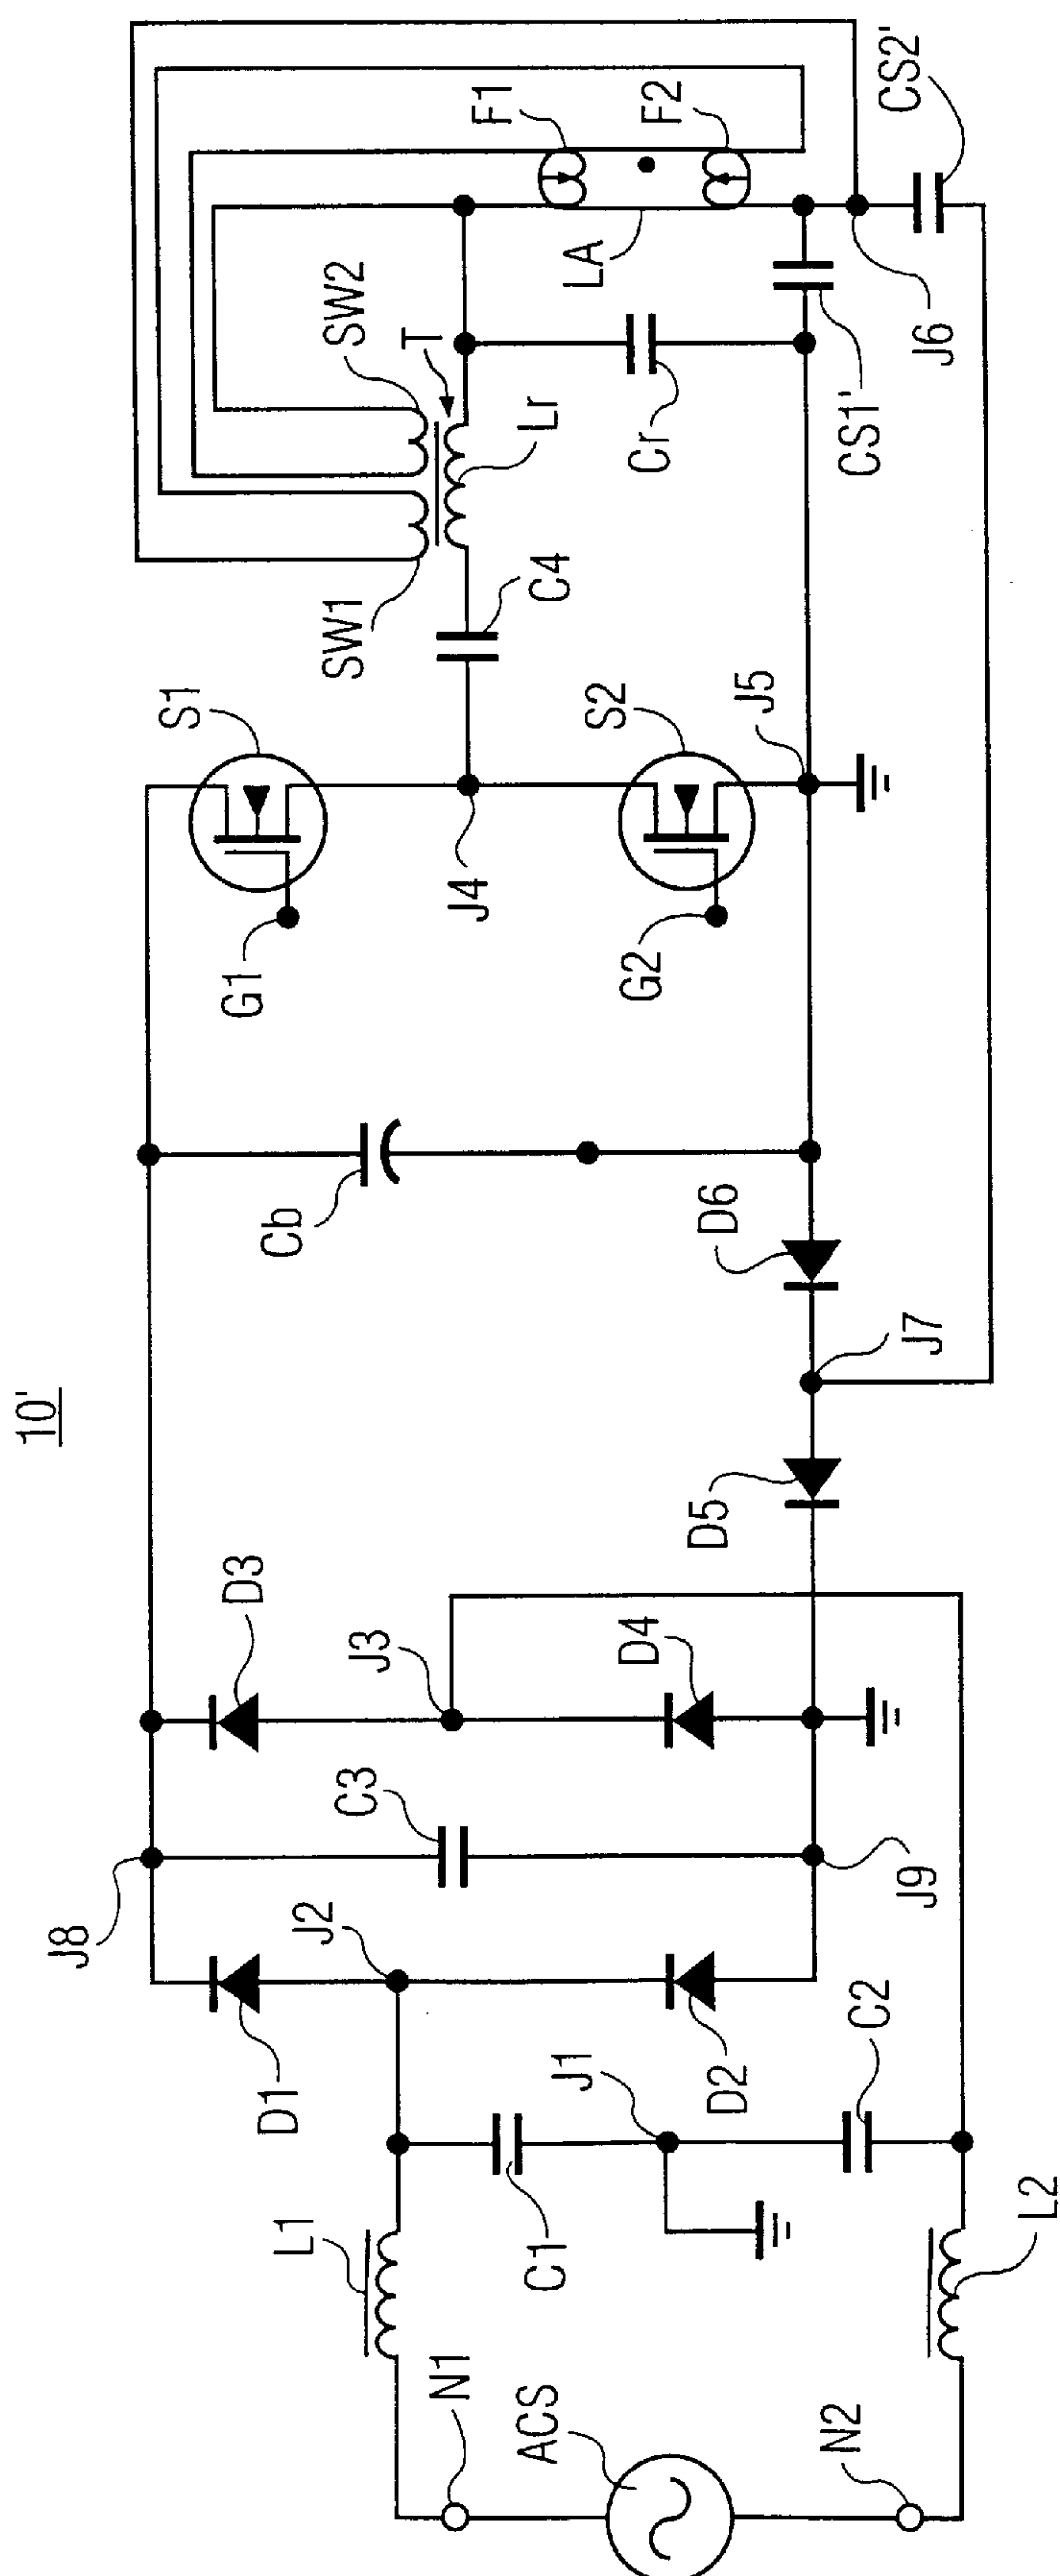 10'
ACS
N1
N2
L1
L2
C1
C2
J1
J2
D1
D2
J8
C3
J9
J3
D3
D4
D5
J7
D6
Cb
G1
S1
J4
G2
S2
J5
C4
SW1
SW2
T
Lr
Cr
CS1'
J6
CS2'
LA
F1
F2